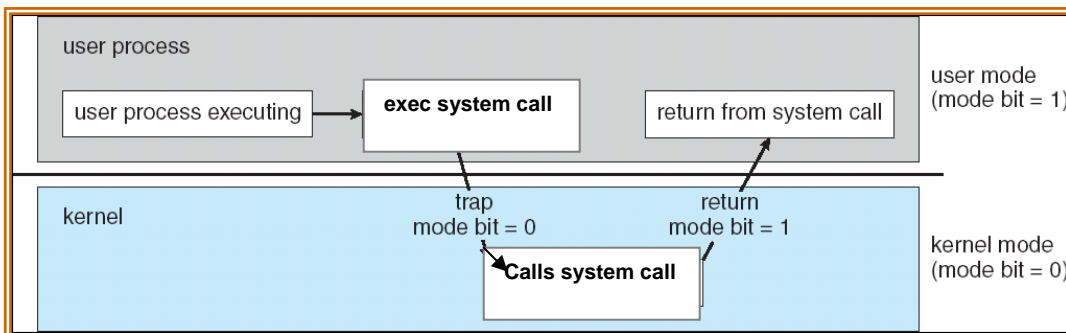 user process
user process executing
exec system call
return from system call
user mode
(mode bit = 1)
kernel
trap
mode bit = 0
return
mode bit = 1
Calls system call
kernel mode
(mode bit = 0)